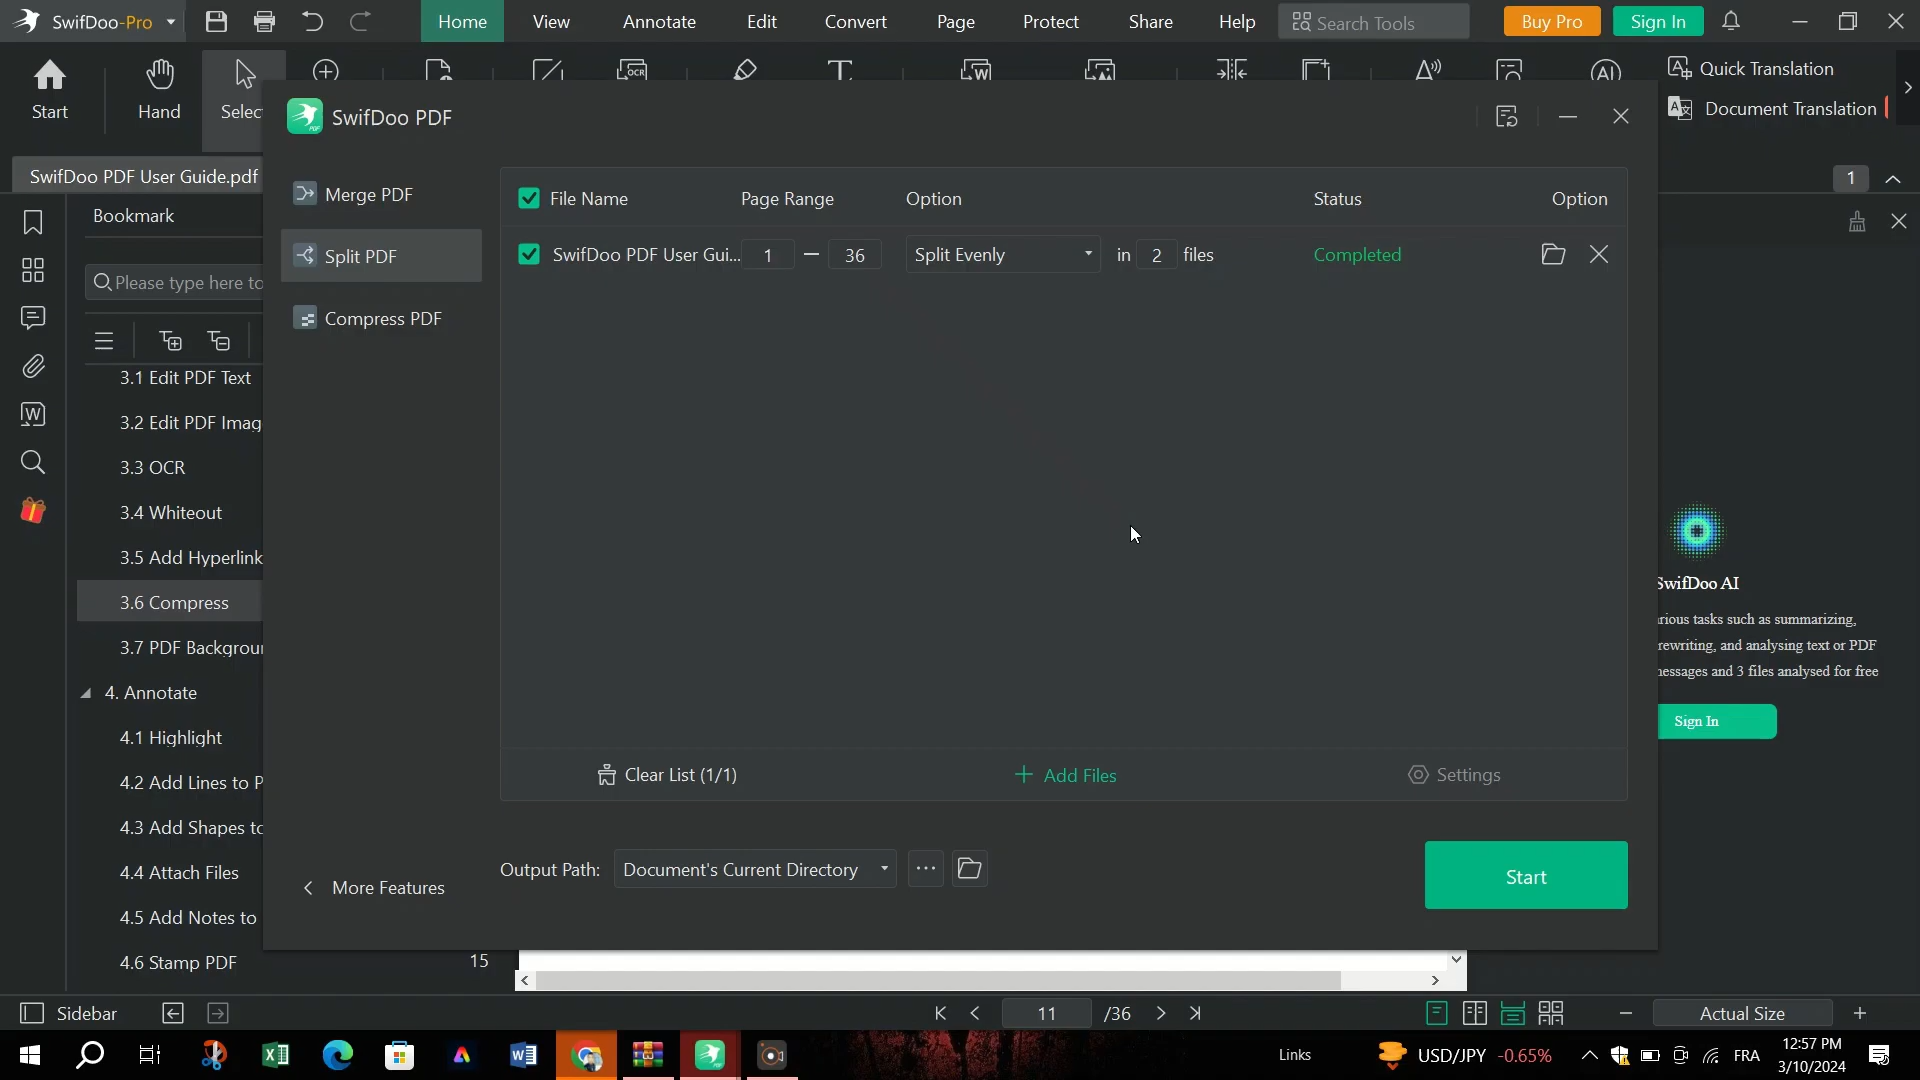 SwifDoo-Pro
Home
View
Annotate
Edit
Convert
Page
Protect
Share
Help
Search Tools
Buy Pro
Sign In
Start
Hand
Selec
Quick Translation
Document Translation
SwifDoo PDF User Guide.pdf
1
Bookmark
Please type here to
3.1 Edit PDF Text
3.2 Edit PDF Imag
3.3 OCR
3.4 Whiteout
3.5 Add Hyperlink
3.6 Compress
3.7 PDF Backgrou
4. Annotate
4.1 Highlight
4.2 Add Lines to P
4.3 Add Shapes to
4.4 Attach Files
4.5 Add Notes to
4.6 Stamp PDF
15
SwifDoo PDF
Merge PDF
Split PDF
Compress PDF
More Features
File Name
Page Range
Option
Status
Option
SwifDoo PDF User Gui...
1
36
Split Evenly
in 2 files
Completed
Clear List (1/1)
Add Files
Settings
Output Path:
Document's Current Directory
Start
SwifDoo AI
rious tasks such as summarizing,
rewriting, and analysing text or PDF
messages and 3 files analysed for free
Sign In
Sidebar
11
/36
Actual Size
Links
USD/JPY -0.65%
FRA
12:57 PM
3/10/2024